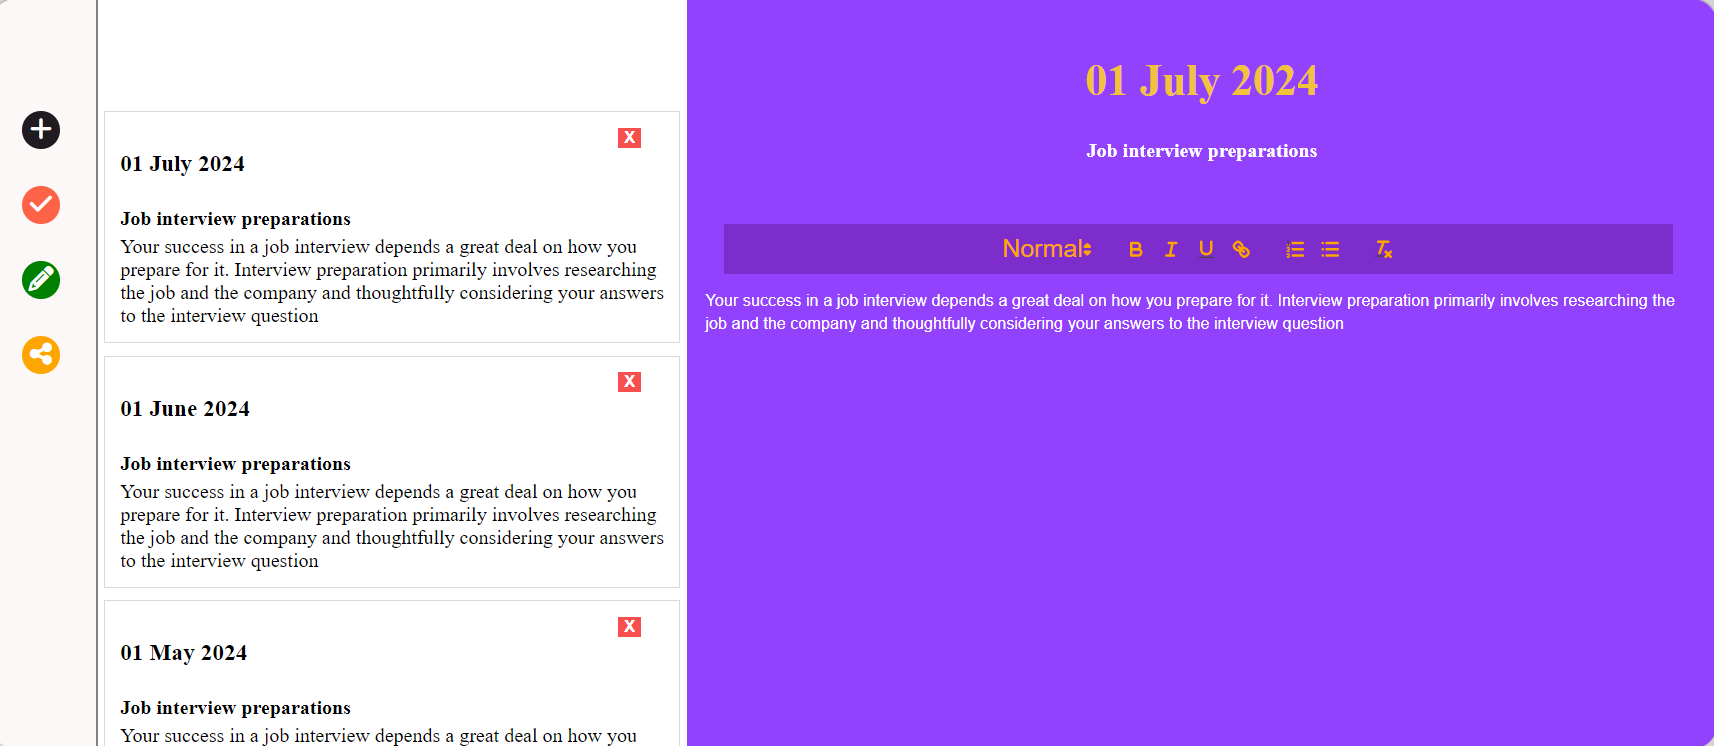 X
01 July 2024
Job interview preparations
Your success in a job interview depends a great deal on how you
prepare for it. Interview preparation primarily involves researching
the job and the company and thoughtfully considering your answers
to the interview question
X
01 June 2024
Job interview preparations
Your success in a job interview depends a great deal on how you
prepare for it. Interview preparation primarily involves researching
the job and the company and thoughtfully considering your answers
to the interview question
X
01 May 2024
Job interview preparations
Your success in a job interview depends a great deal on how you
01 July 2024
Job interview preparations
Normal B I U
Your success in a job interview depends a great deal on how you prepare for it. Interview preparation primarily involves researching the
job and the company and thoughtfully considering your answers to the interview question